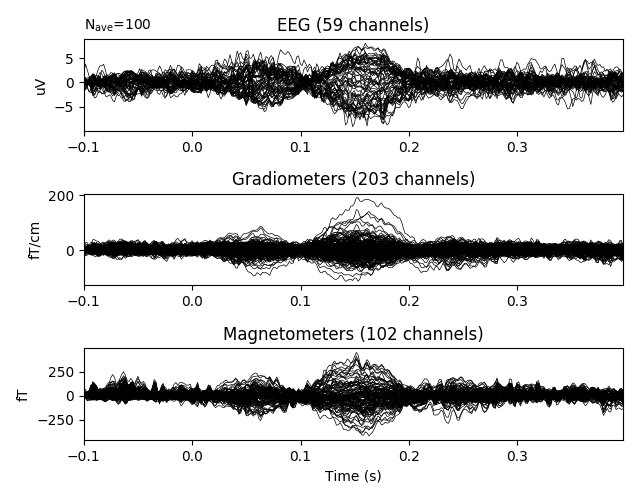 N_ave=100
EEG (59 channels)
5
0
−5
uV
−0.1 0.0 0.1 0.2 0.3
Gradiometers (203 channels)
200
0
fT/cm
−0.1 0.0 0.1 0.2 0.3
Magnetometers (102 channels)
250
0
−250
fT
−0.1 0.0 0.1 0.2 0.3
Time (s)